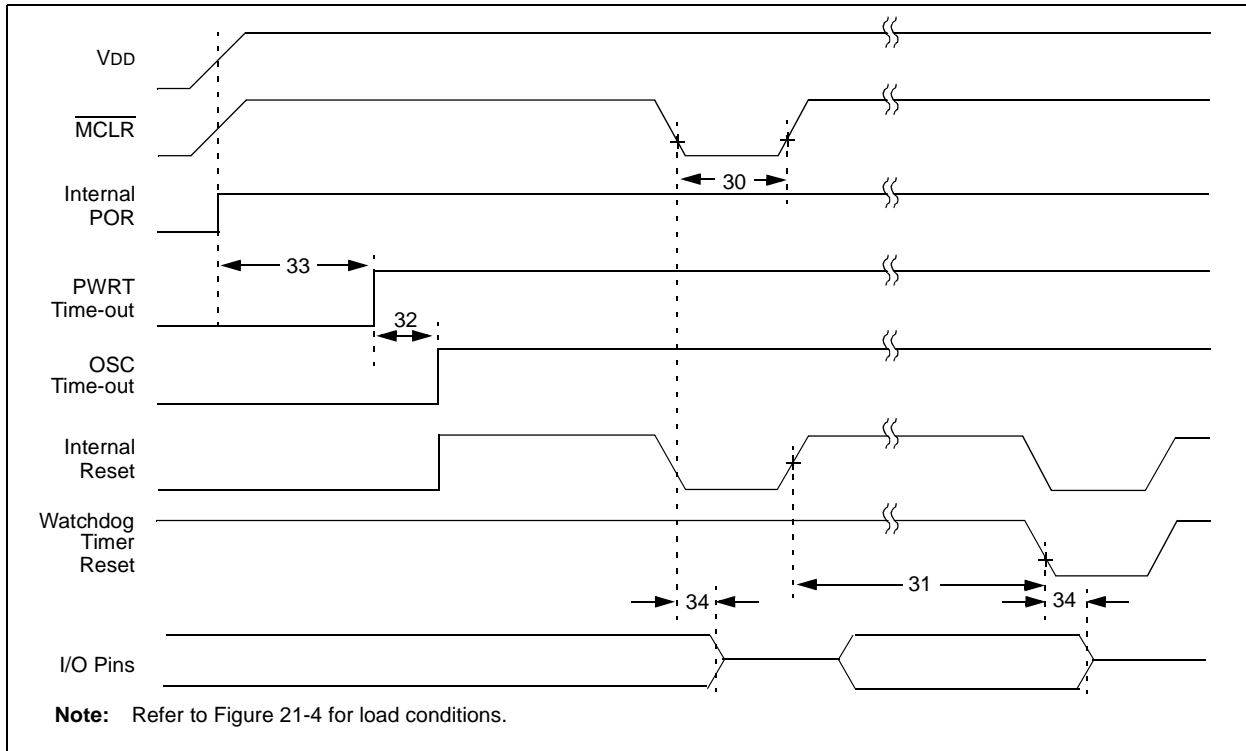 VDD
MCLR
30
Internal
POR
33
PWRT
Time-out
32
OSC
Time-out
Internal
Reset
Watchdog
Timer
Reset
31
34
34
I/O Pins
Note: Refer to Figure 21-4 for load conditions.